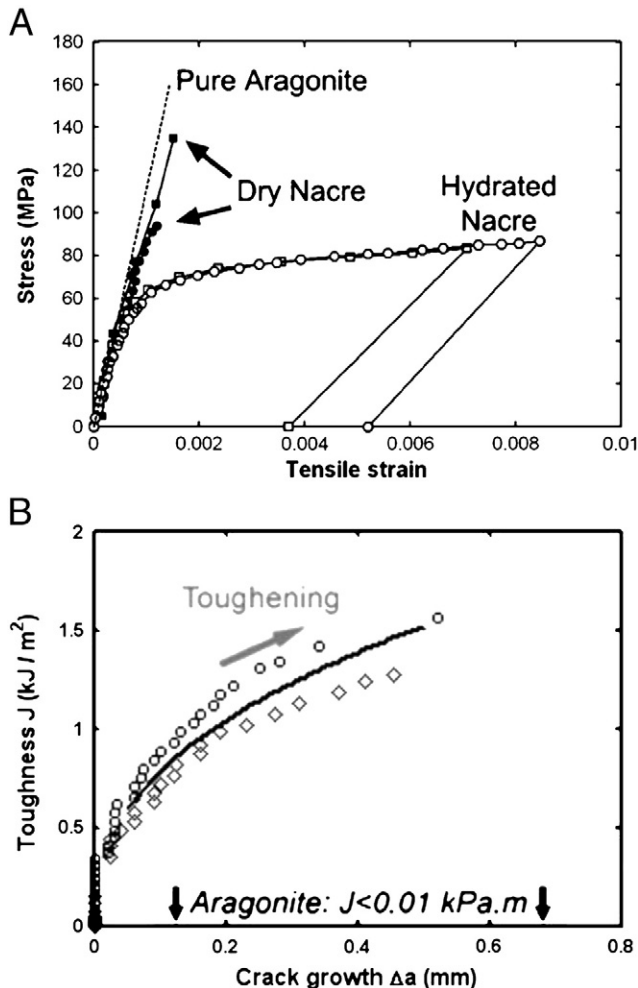 A
180
160
140
120
100
80
60
40
20
0
Stress (MPa)
Pure Aragonite
Dry Nacre
Hydrated
Nacre
0 0.002 0.004 0.006 0.008 0.01
Tensile strain
B
2
1.5
1
0.5
0
Toughness J (kJ / m²)
Toughening
Aragonite: J<0.01 kPa.m
0 0.2 0.4 0.6 0.8
Crack growth Δa (mm)